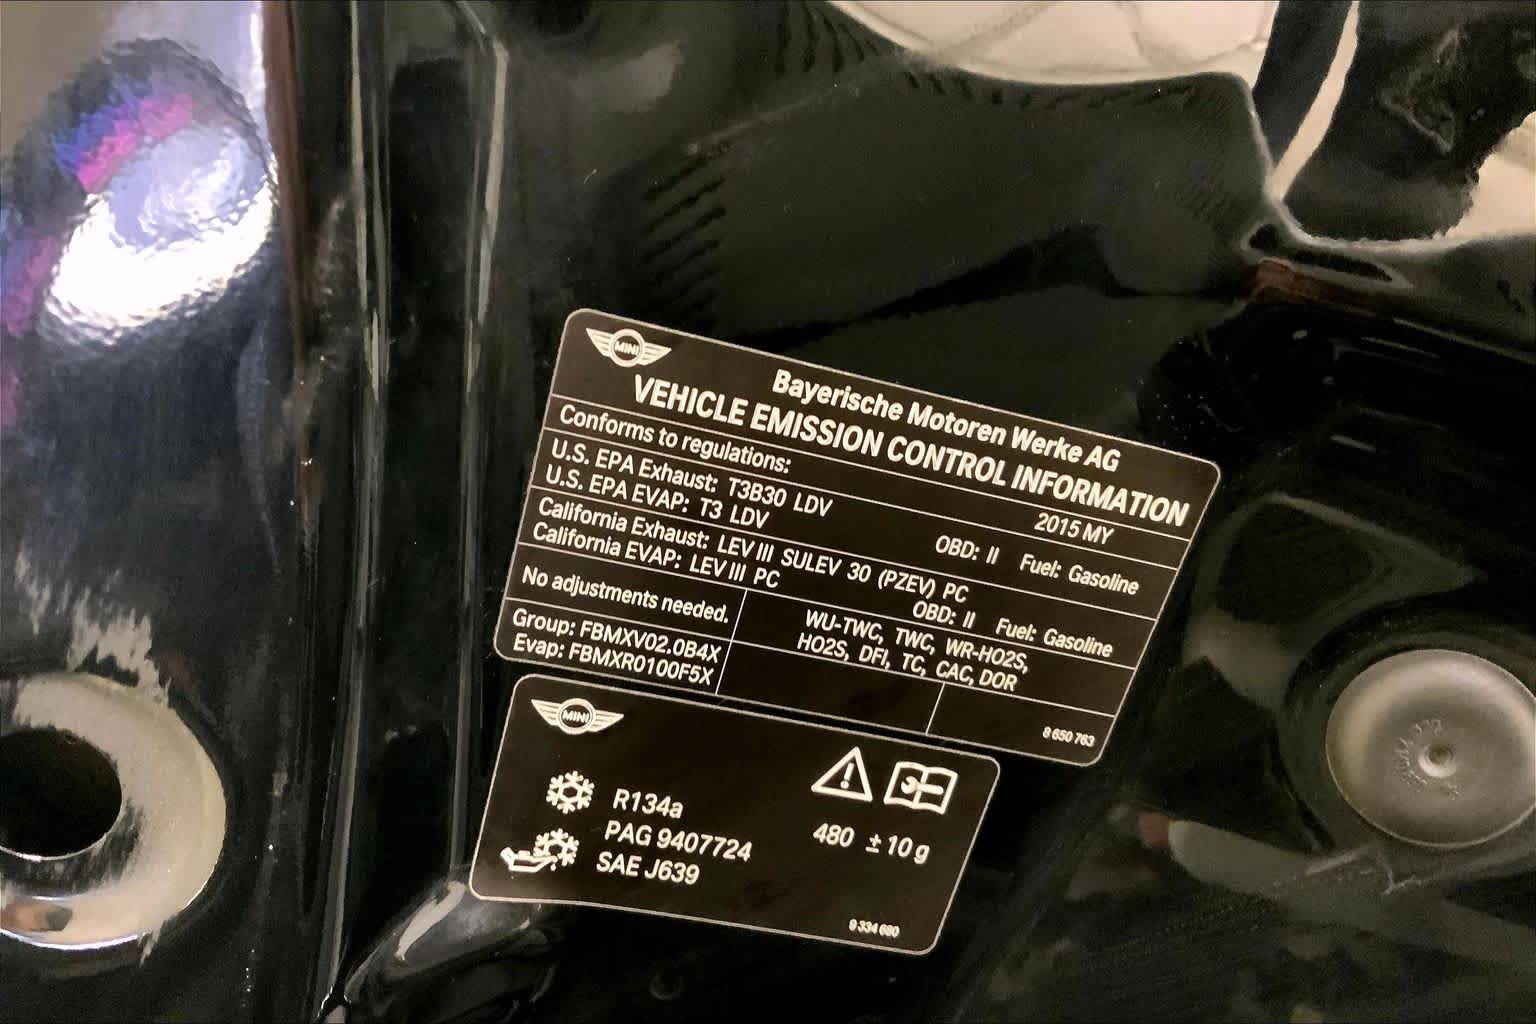 MINI
Bayerische Motoren Werke AG
VEHICLE EMISSION CONTROL INFORMATION
Conforms to regulations: 2015 MY
U.S. EPA Exhaust: T3B30 LDV
U.S. EPA EVAP: T3 LDV OBD: II Fuel: Gasoline
California Exhaust: LEV III SULEV 30 (PZEV) PC
California EVAP: LEV III PC OBD: II Fuel: Gasoline
No adjustments needed. WU-TWC, TWC, WR-HO2S,
HO2S, DFI, TC, CAC, DOR
Group: FBMXV02.0B4X
Evap: FBMXR0100F5X
8 650 763
MINI
R134a
PAG 9407724
SAE J639
480 ±10 g
9 334 680